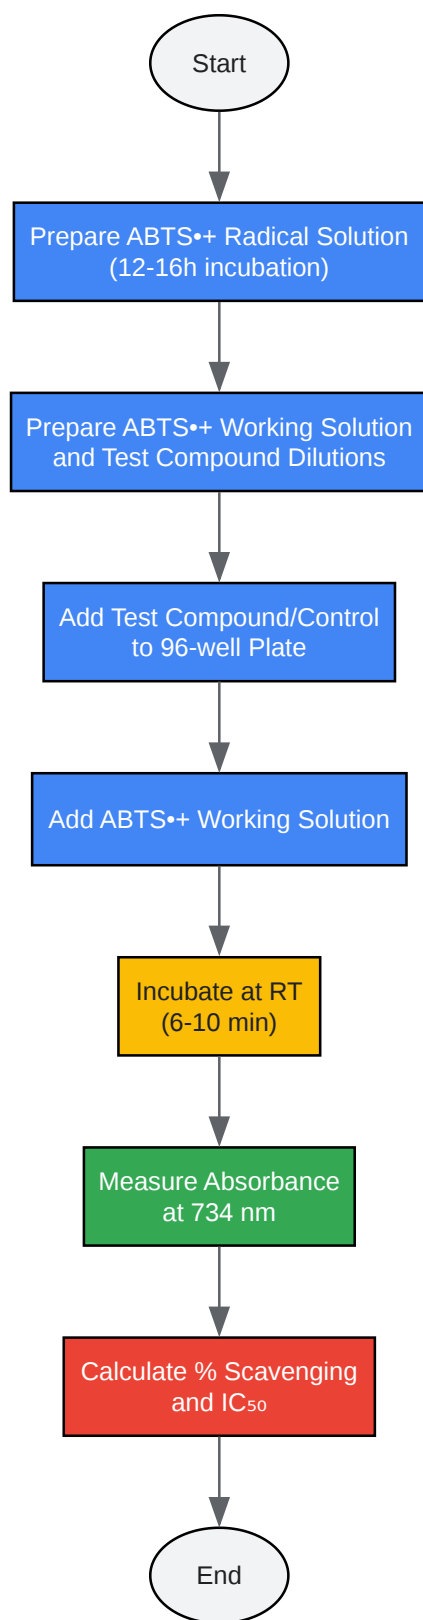 Start
Prepare ABTS•+ Radical Solution
(12-16h incubation)
Prepare ABTS•+ Working Solution
and Test Compound Dilutions
Add Test Compound/Control
to 96-well Plate
Add ABTS•+ Working Solution
Incubate at RT
(6-10 min)
Measure Absorbance
at 734 nm
Calculate % Scavenging
and IC₅₀
End